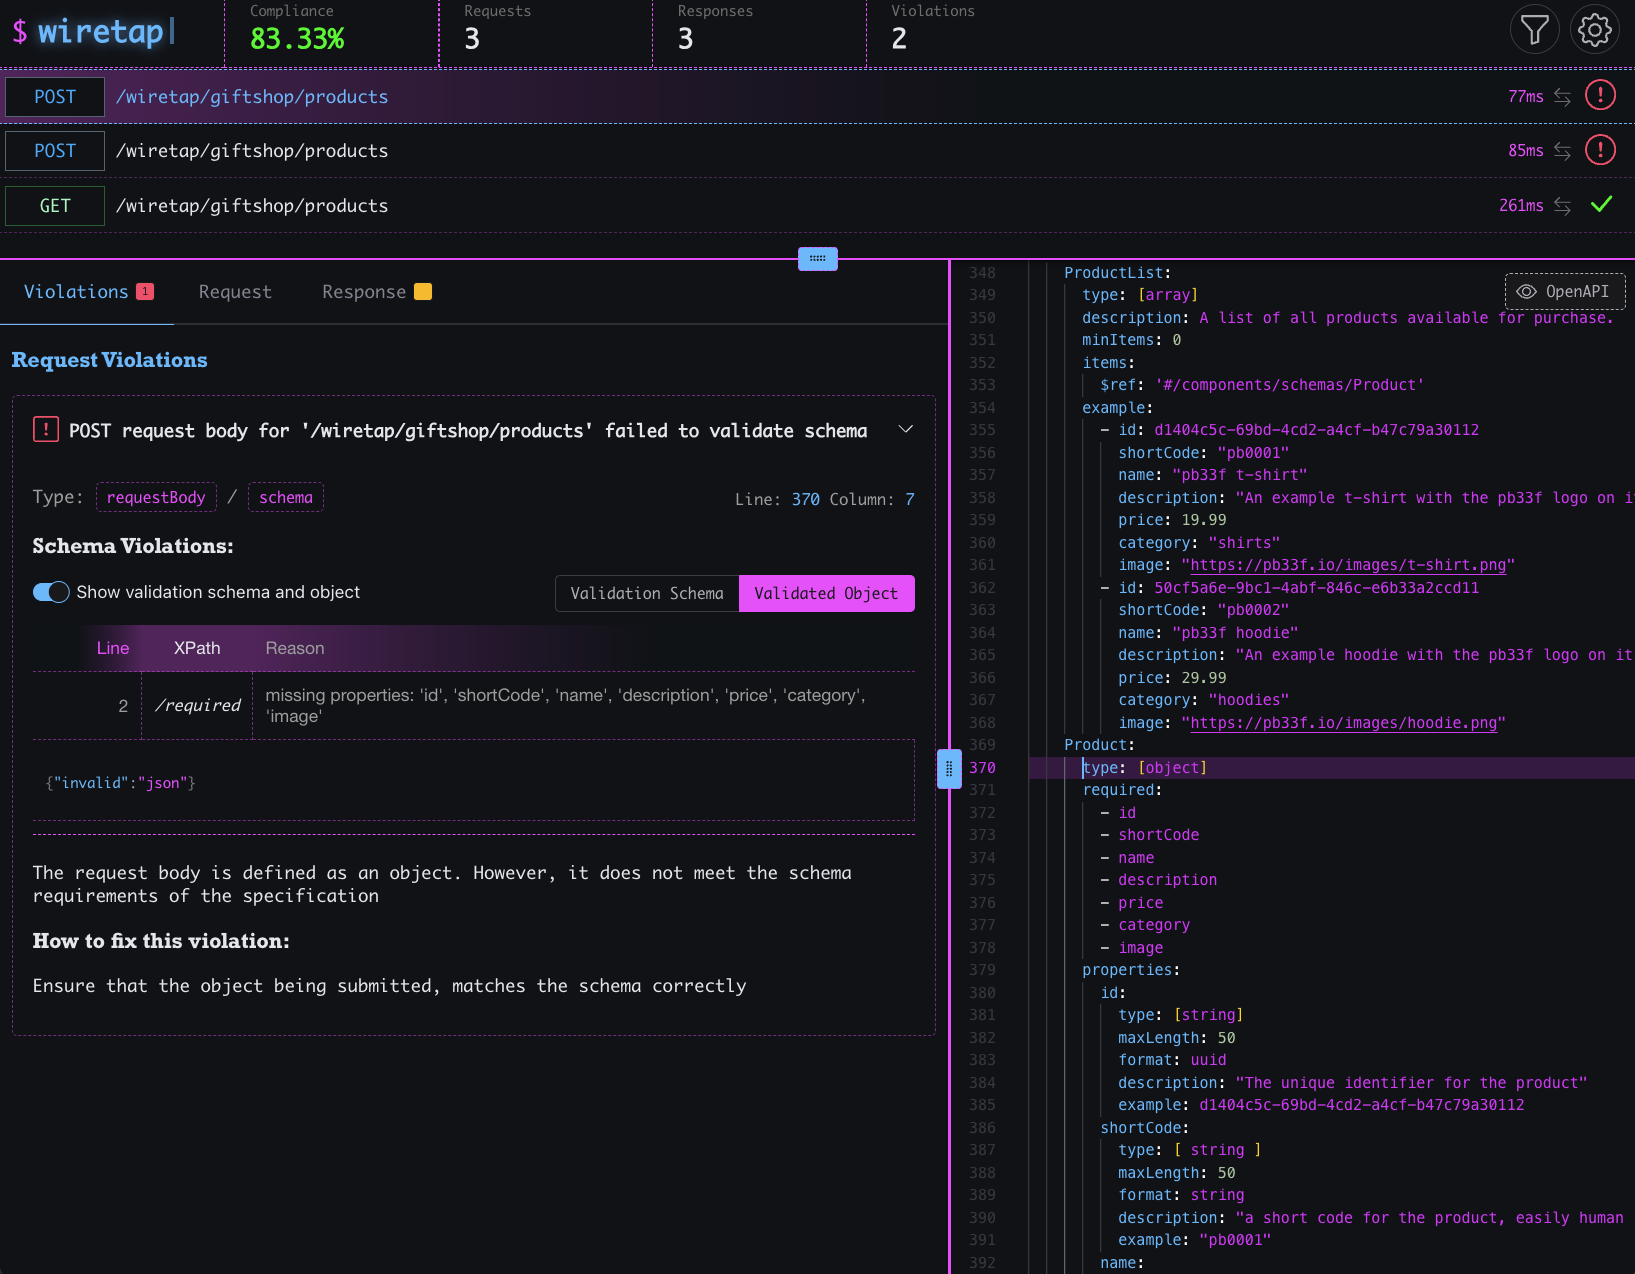 $ wiretap
Compliance
83.33%
Requests
3
Responses
3
Violations
2
POST /wiretap/giftshop/products 77ms
POST /wiretap/giftshop/products 85ms
GET /wiretap/giftshop/products 261ms
Violations 1 Request Response
Request Violations
! POST request body for '/wiretap/giftshop/products' failed to validate schema
Type: requestBody / schema Line: 370 Column: 7
Schema Violations:
Show validation schema and object Validation Schema Validated Object
Line XPath Reason
2 /required missing properties: 'id', 'shortCode', 'name', 'description', 'price', 'category',
'image'
{"invalid":"json"}
The request body is defined as an object. However, it does not meet the schema
requirements of the specification
How to fix this violation:
Ensure that the object being submitted, matches the schema correctly
OpenAPI
348 ProductList:
349 type: [array]
350 description: A list of all products available for purchase.
351 minItems: 0
352 items:
353 $ref: '#/components/schemas/Product'
354 example:
355 - id: d1404c5c-69bd-4cd2-a4cf-b47c79a30112
356 shortCode: "pb0001"
357 name: "pb33f t-shirt"
358 description: "An example t-shirt with the pb33f logo on i
359 price: 19.99
360 category: "shirts"
361 image: "https://pb33f.io/images/t-shirt.png"
362 - id: 50cf5a6e-9bc1-4abf-846c-e6b33a2ccd11
363 shortCode: "pb0002"
364 name: "pb33f hoodie"
365 description: "An example hoodie with the pb33f logo on it
366 price: 29.99
367 category: "hoodies"
368 image: "https://pb33f.io/images/hoodie.png"
369 Product:
370 type: [object]
371 required:
372 - id
373 - shortCode
374 - name
375 - description
376 - price
377 - category
378 - image
379 properties:
380 id:
381 type: [string]
382 maxLength: 50
383 format: uuid
384 description: "The unique identifier for the product"
385 example: d1404c5c-69bd-4cd2-a4cf-b47c79a30112
386 shortCode:
387 type: [ string ]
388 maxLength: 50
389 format: string
390 description: "a short code for the product, easily human
391 example: "pb0001"
392 name: